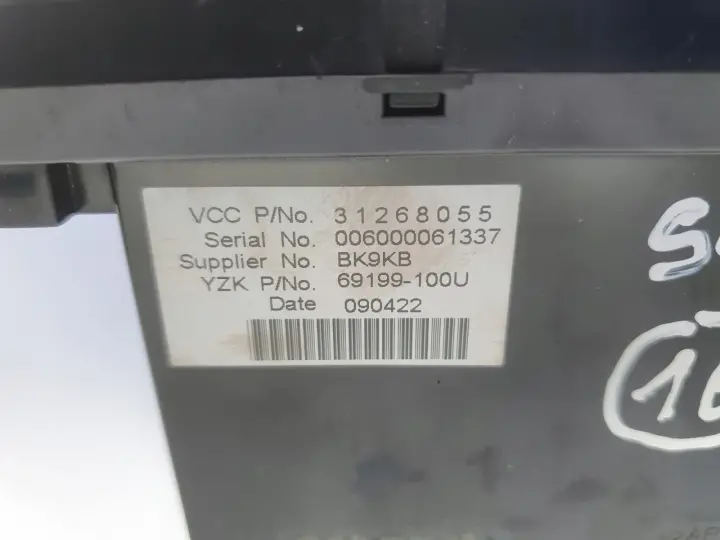 VCC P/No. 31268055
Serial No. 006000061337
Supplier No. BK9KB
YZK P/No. 69199-100U
Date 090422